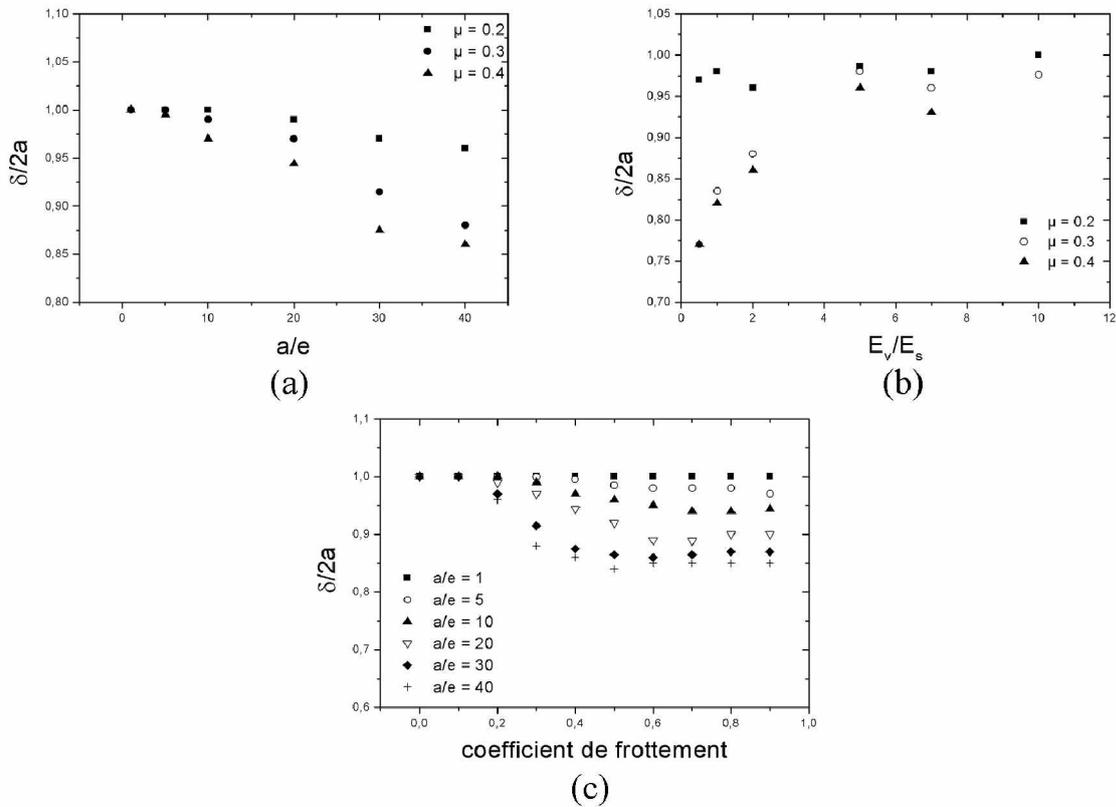 1,10
1,05
1,00
0,95
0,90
0,85
0,80
δ/2a
μ = 0.2
μ = 0.3
μ = 0.4
0 10 20 30 40
a/e
(a)
1,05
1,00
0,95
0,90
0,85
0,80
0,75
0,70
δ/2a
μ = 0.2
μ = 0.3
μ = 0.4
0 2 4 6 8 10 12
Ev/Es
(b)
1,1
1,0
0,9
0,8
0,7
0,6
δ/2a
a/e = 1
a/e = 5
a/e = 10
a/e = 20
a/e = 30
a/e = 40
0,0 0,2 0,4 0,6 0,8 1,0
coefficient de frottement
(c)